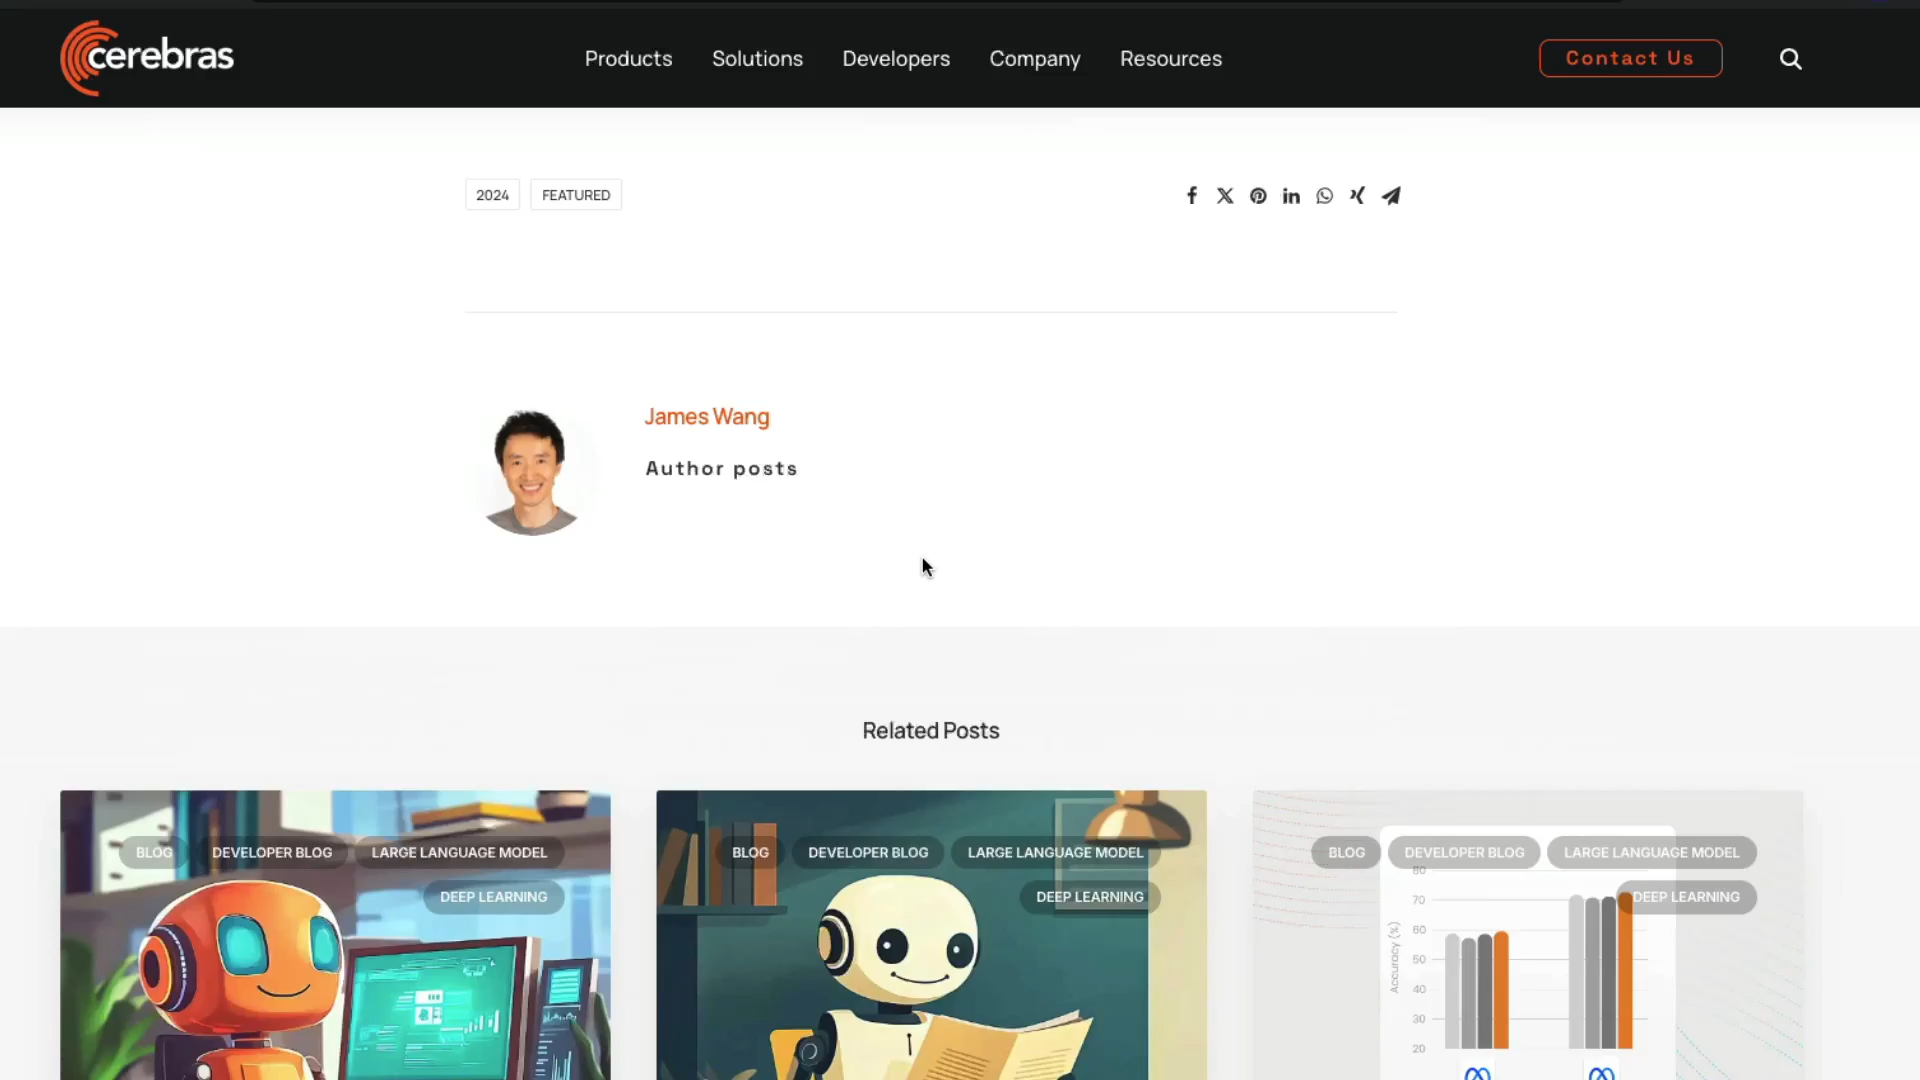 cerebras
Products Solutions Developers Company Resources
Contact Us
2024 FEATURED
James Wang
Author posts
Related Posts
BLOG DEVELOPER BLOG LARGE LANGUAGE MODEL
DEEP LEARNING
BLOG DEVELOPER BLOG LARGE LANGUAGE MODEL
DEEP LEARNING
BLOG DEVELOPER BLOG LARGE LANGUAGE MODEL
DEEP LEARNING
Accuracy (%)
80
70
60
50
40
30
20